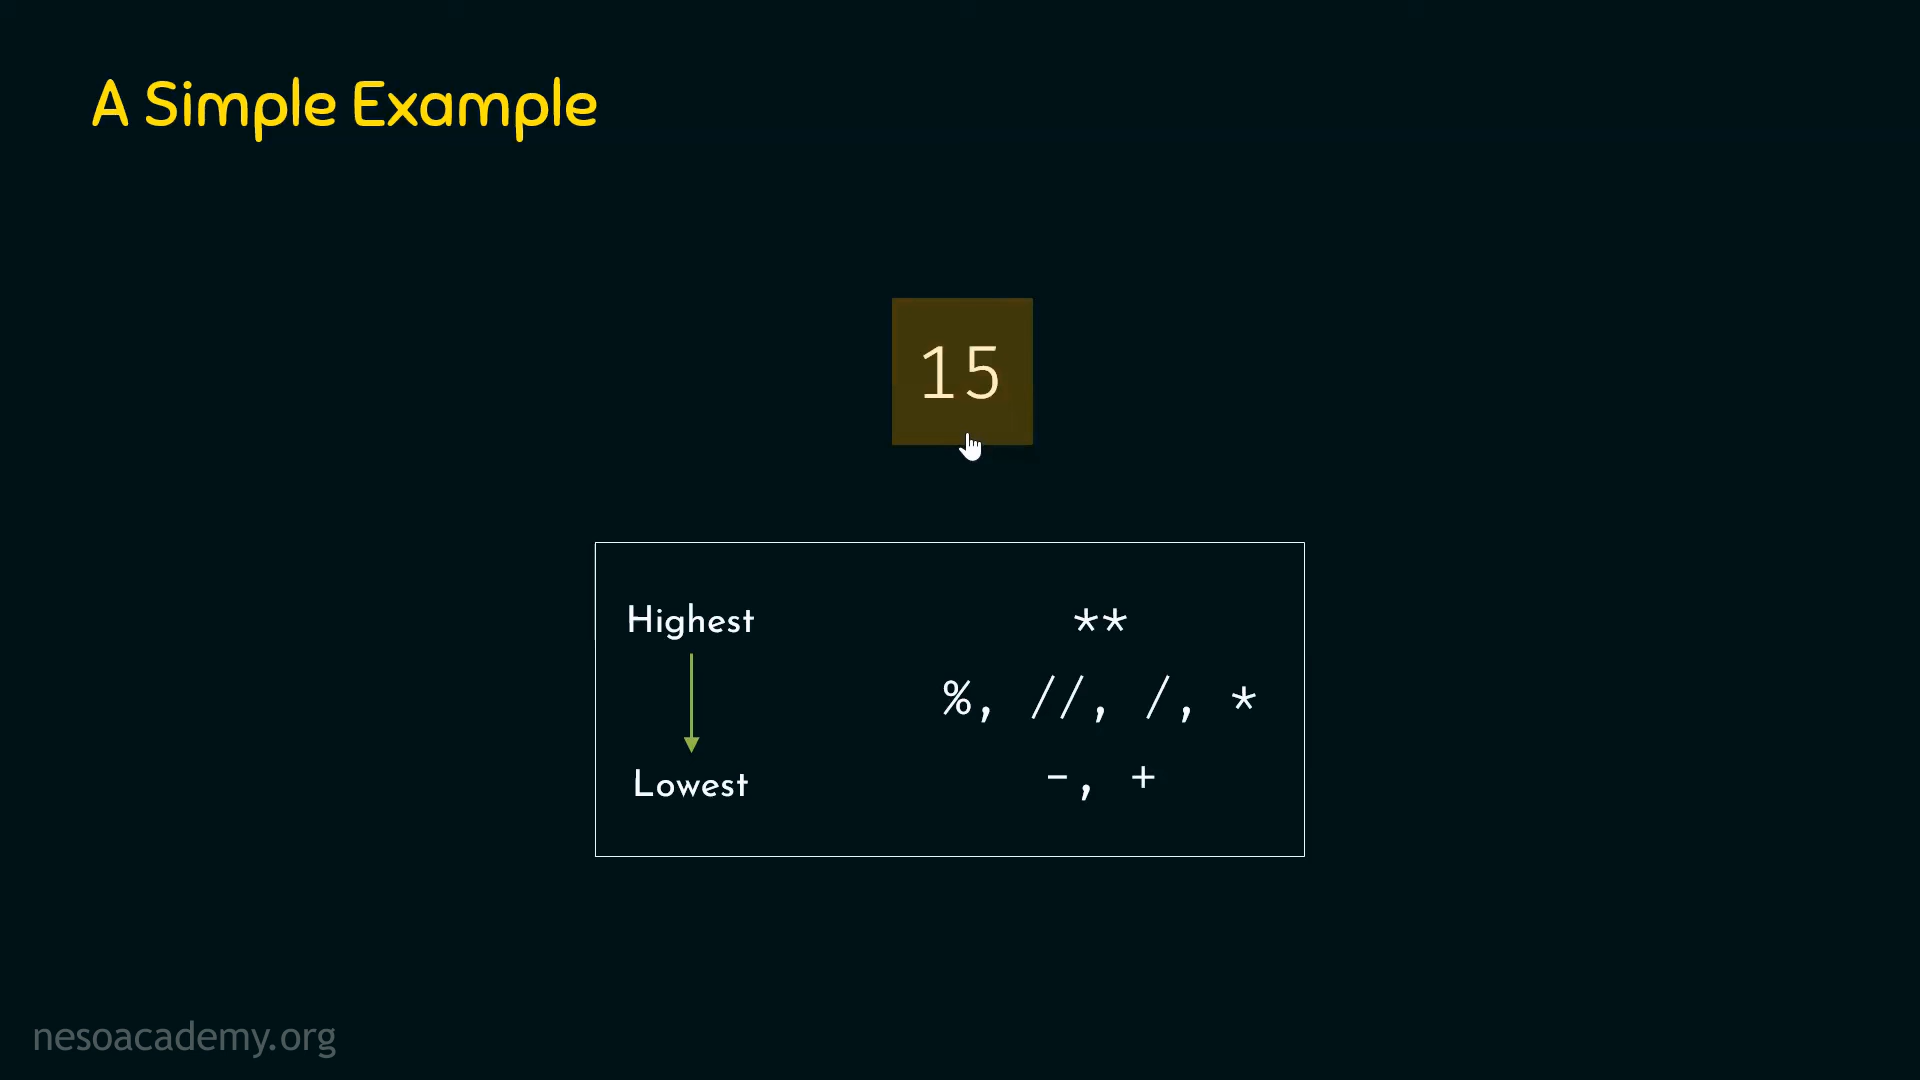 A Simple Example
15
Highest
**
%, //, /, *
Lowest
-, +
nesoacademy.org